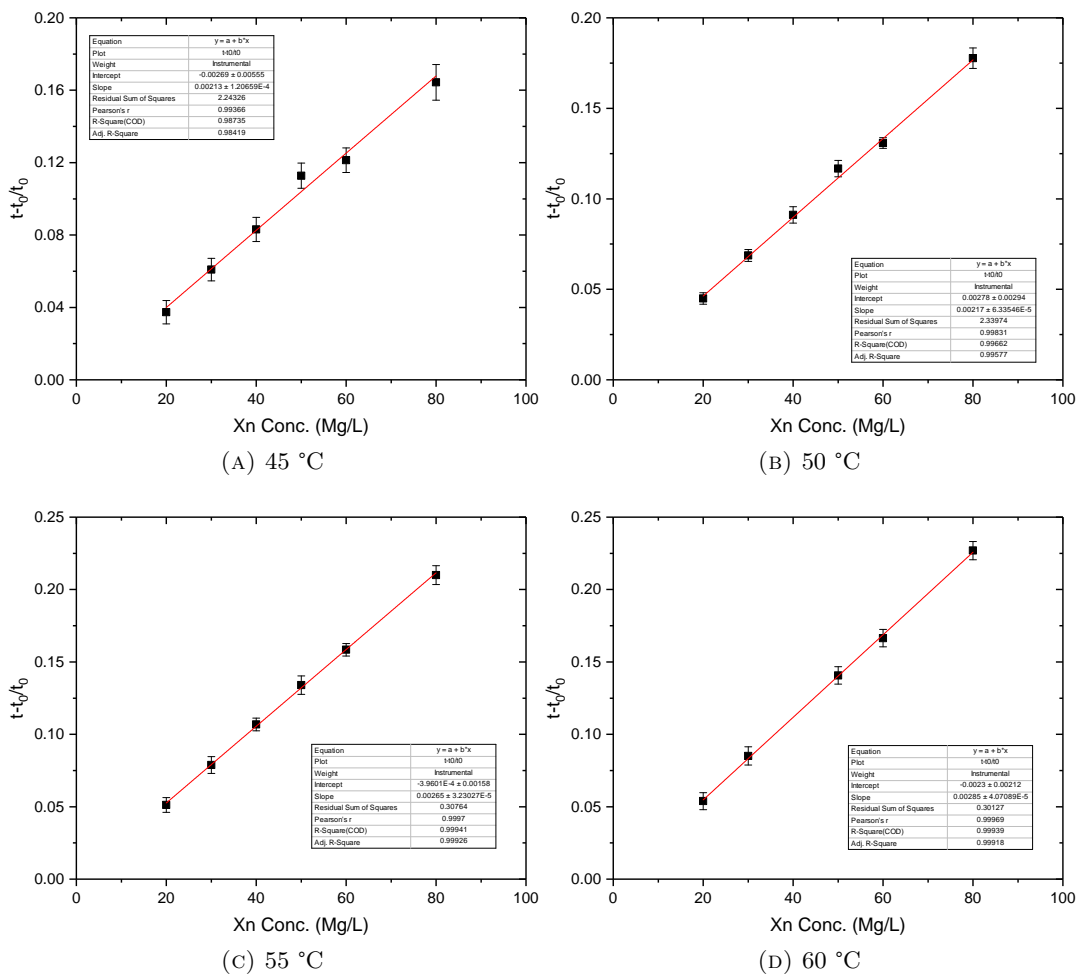 0.20
0.16
0.12
0.08
0.04
0.00
t-t0/t0
Equation y = a + b*x
Plot t-t0/t0
Weight Instrumental
Intercept -0.00269 ± 0.00555
Slope 0.00213 ± 1.20659E-4
Residual Sum of Squares 2.24326
Pearson's r 0.99366
R-Square(COD) 0.98735
Adj. R-Square 0.98419
0 20 40 60 80 100
Xn Conc. (Mg/L)
(A) 45 °C
0.20
0.15
0.10
0.05
0.00
t-t0/t0
Equation y = a + b*x
Plot t-t0/t0
Weight Instrumental
Intercept 0.00278 ± 0.00294
Slope 0.00217 ± 6.33546E-5
Residual Sum of Squares 2.33974
Pearson's r 0.99831
R-Square(COD) 0.99662
Adj. R-Square 0.99577
0 20 40 60 80 100
Xn Conc. (Mg/L)
(B) 50 °C
0.25
0.20
0.15
0.10
0.05
0.00
t-t0/t0
Equation y = a + b*x
Plot t-t0/t0
Weight Instrumental
Intercept -3.9601E-4 ± 0.00158
Slope 0.00265 ± 3.23027E-5
Residual Sum of Squares 0.30764
Pearson's r 0.9997
R-Square(COD) 0.99941
Adj. R-Square 0.99926
0 20 40 60 80 100
Xn Conc. (Mg/L)
(C) 55 °C
0.25
0.20
0.15
0.10
0.05
0.00
t-t0/t0
Equation y = a + b*x
Plot t-t0/t0
Weight Instrumental
Intercept -0.0023 ± 0.00212
Slope 0.00285 ± 4.07089E-5
Residual Sum of Squares 0.30127
Pearson's r 0.99969
R-Square(COD) 0.99939
Adj. R-Square 0.99918
0 20 40 60 80 100
Xn Conc. (Mg/L)
(D) 60 °C